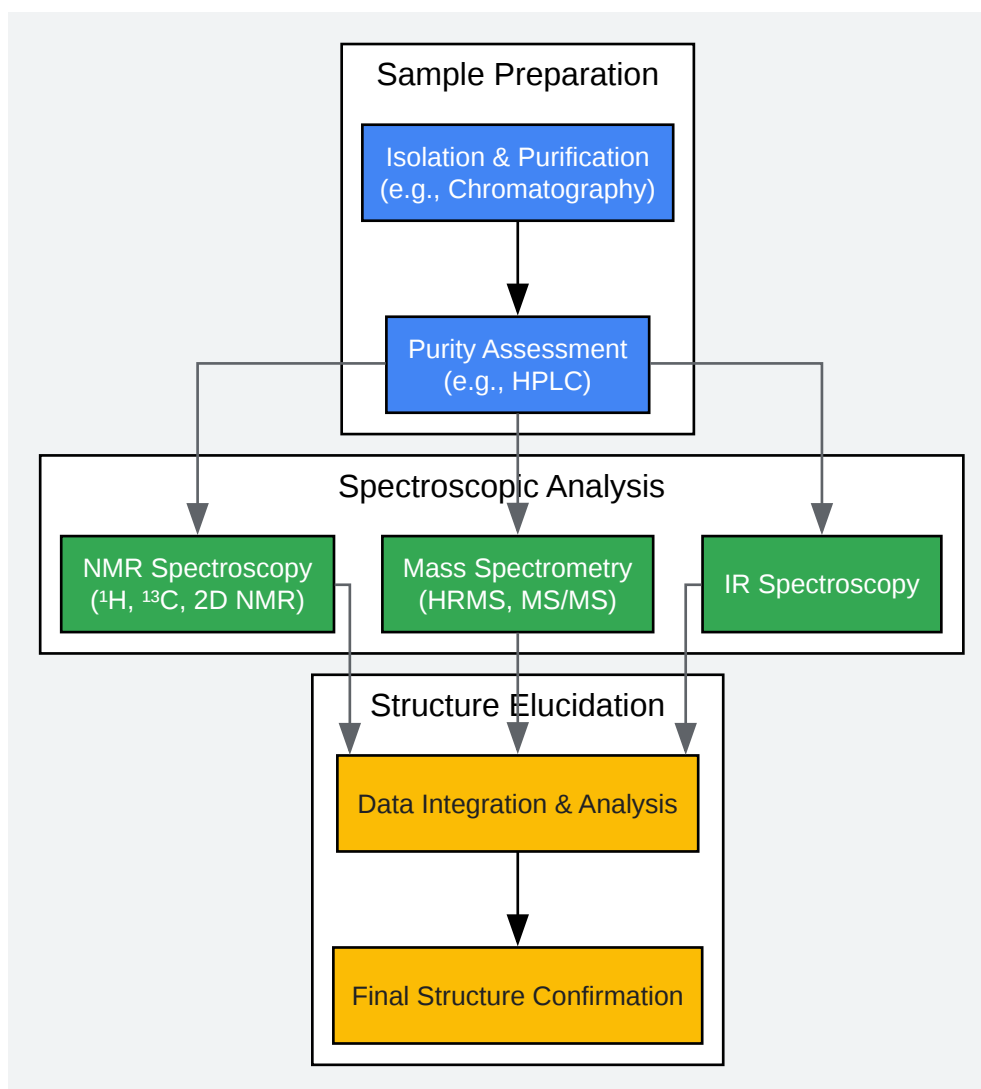 Sample Preparation
Isolation & Purification
(e.g., Chromatography)
Purity Assessment
(e.g., HPLC)
Spectroscopic Analysis
NMR Spectroscopy
(¹H, ¹³C, 2D NMR)
Mass Spectrometry
(HRMS, MS/MS)
IR Spectroscopy
Structure Elucidation
Data Integration & Analysis
Final Structure Confirmation